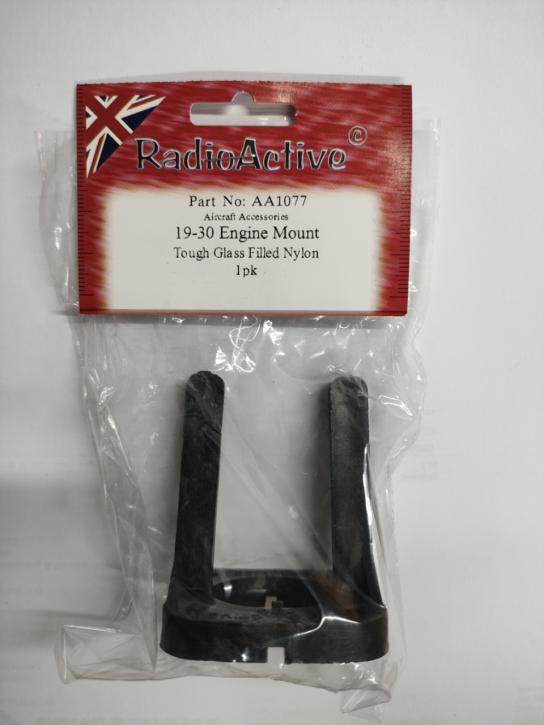 RadioActive©
Part No: AA1077
Aircraft Accessories
19-30 Engine Mount
Tough Glass Filled Nylon
1pk